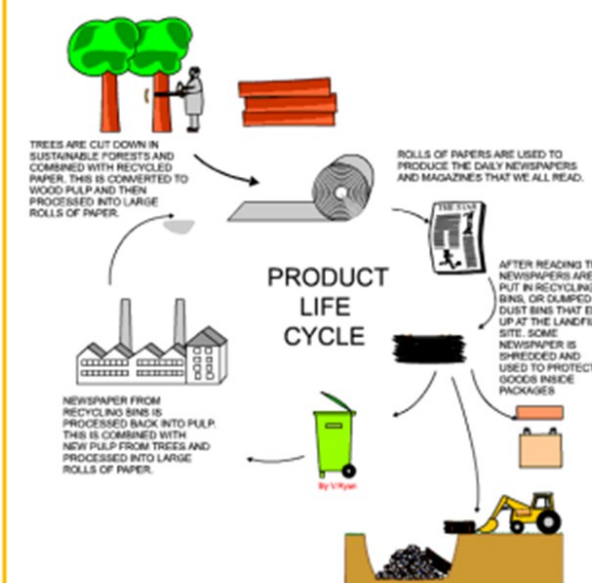 TREES ARE CUT DOWN IN
SUSTAINABLE FORESTS AND
COMBINED WITH RECYCLED
PAPER. THIS IS CONVERTED TO
WOOD PULP AND THEN
PROCESSED INTO LARGE
ROLLS OF PAPER.
ROLLS OF PAPERS ARE USED TO
PRODUCE THE DAILY NEWSPAPERS
AND MAGAZINES THAT WE ALL READ.
THE STAR
PRODUCT
LIFE
CYCLE
AFTER READING
NEWSPAPERS ARE
PUT IN RECYCLING
BINS, OR DUMPED
DUST BINS THAT
UP AT THE
SITE. SOME
NEWSPAPER IS
SHREDDED AND
USED TO PROTECT
GOODS INSIDE
PACKAGES
NEWSPAPER FROM
RECYCLING BINS IS
PROCESSED BACK INTO PULP.
THIS IS COMBINED WITH
NEW PULP FROM TREES AND
PROCESSED INTO LARGE
ROLLS OF PAPER.
By V.Ryan